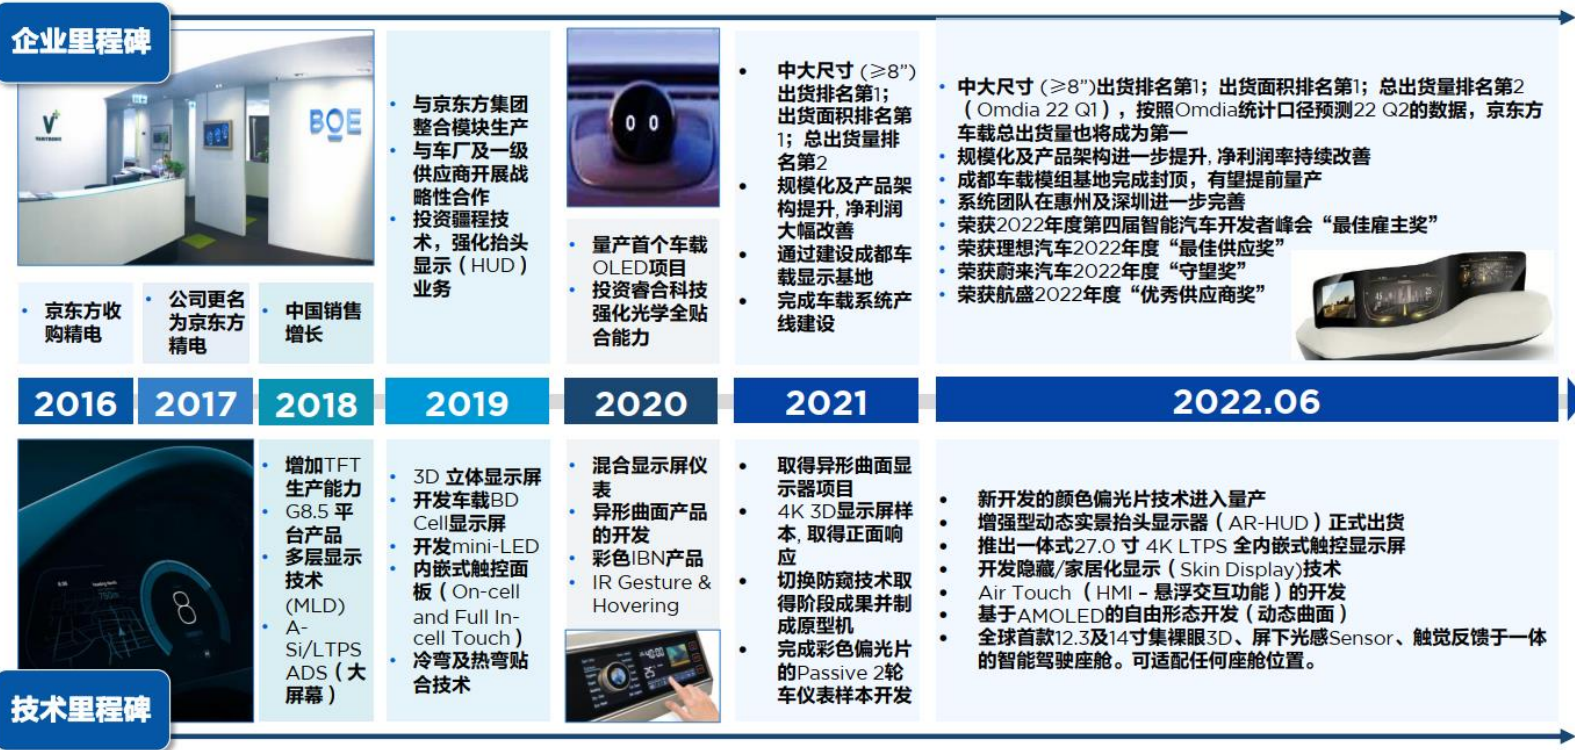 企业里程碑
VARITRONIX
BOE
京东方收
购精电
公司更名
为京东方
精电
中国销售
增长
与京东方集团
整合模块生产
与车厂及一级
供应商开展战
略性合作
投资疆程技
术，强化抬头
显示（HUD）
业务
量产首个车载
OLED项目
投资睿合科技
强化光学全贴
合能力
中大尺寸 (≥8”)
出货排名第1；
出货面积排名第
1；总出货量排
名第2
规模化及产品架
构提升, 净利润
大幅改善
通过建设成都车
载显示基地
完成车载系统产
线建设
中大尺寸 (≥8”)出货排名第1；出货面积排名第1；总出货量排名第2
（Omdia 22 Q1），按照Omdia统计口径预测22 Q2的数据，京东方
车载总出货量也将成为第一
规模化及产品架构进一步提升, 净利润率持续改善
成都车载模组基地完成封顶，有望提前量产
系统团队在惠州及深圳进一步完善
荣获2022年度第四届智能汽车开发者峰会“最佳雇主奖”
荣获理想汽车2022年度“最佳供应奖”
荣获蔚来汽车2022年度“守望奖”
荣获航盛2022年度“优秀供应商奖”
2016
2017
2018
2019
2020
2021
2022.06
8
增加TFT
生产能力
G8.5 平
台产品
多层显示
技术
(MLD)
A-
Si/LTPS
ADS（大
屏幕）
3D 立体显示屏
开发车载BD
Cell显示屏
开发mini-LED
内嵌式触控面
板（On-cell
and Full In-
cell Touch）
冷弯及热弯贴
合技术
混合显示屏仪
表
异形曲面产品
的开发
彩色IBN产品
IR Gesture &
Hovering
取得异形曲面显
示器项目
4K 3D显示屏样
本, 取得正面响
应
切换防窥技术取
得阶段成果并制
成原型机
完成彩色偏光片
的Passive 2轮
车仪表样本开发
新开发的颜色偏光片技术进入量产
增强型动态实景抬头显示器（AR-HUD）正式出货
推出一体式27.0 寸 4K LTPS 全内嵌式触控显示屏
开发隐藏/家居化显示（Skin Display)技术
Air Touch （HMI – 悬浮交互功能）的开发
基于AMOLED的自由形态开发（动态曲面）
全球首款12.3及14寸集裸眼3D、屏下光感Sensor、触觉反馈于一体
的智能驾驶座舱。可适配任何座舱位置。
技术里程碑